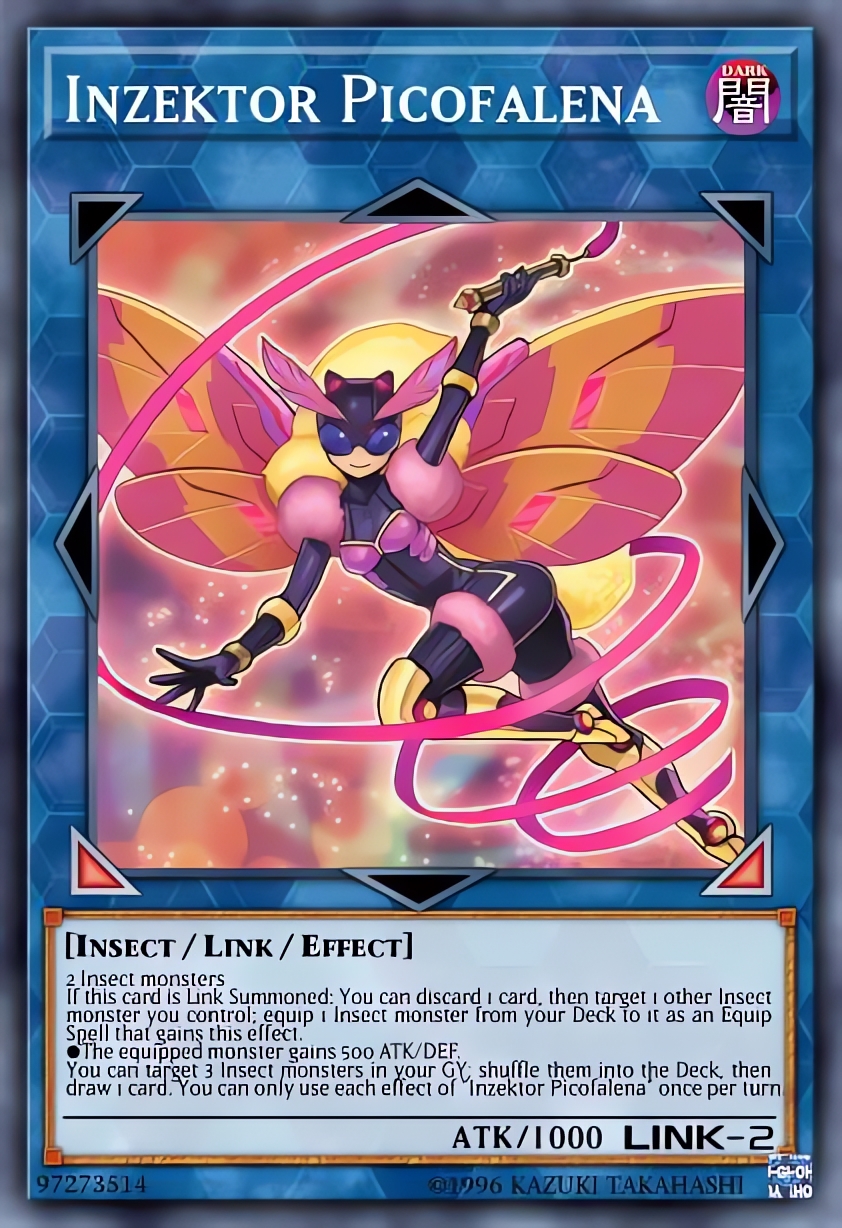 Inzektor Picofalena
DARK
闇
[Insect / Link / Effect]
2 Insect monsters
If this card is Link Summoned: You can discard 1 card, then target 1 other Insect
monster you control; equip 1 Insect monster from your Deck to it as an Equip
Spell that gains this effect.
●The equipped monster gains 500 ATK/DEF.
You can target 3 Insect monsters in your GY; shuffle them into the Deck, then
draw 1 card. You can only use each effect of "Inzektor Picofalena" once per turn
ATK/1000 LINK-2
97273514 ©1996 KAZUKI TAKAHASHI